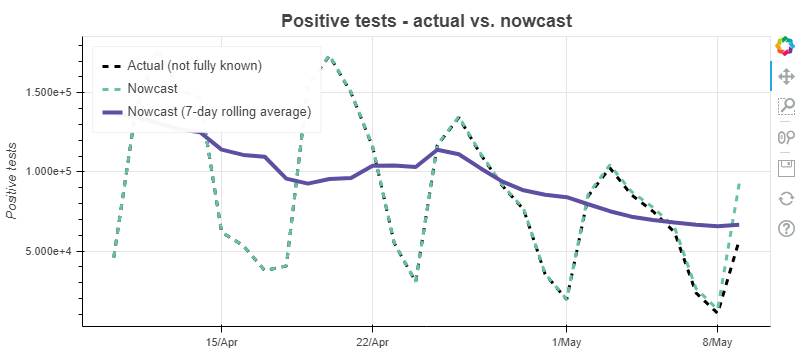 Positive tests - actual vs. nowcast
Actual (not fully known)
Nowcast
Nowcast (7-day rolling average)
Positive tests
1.500e+5
1.000e+5
5.000e+4
15/Apr
22/Apr
1/May
8/May